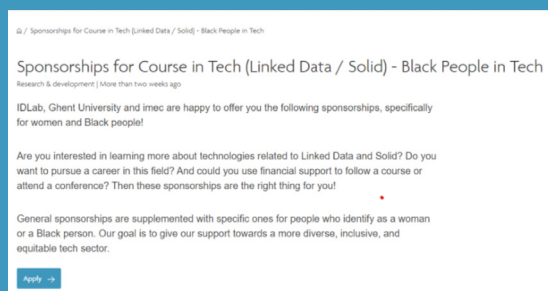 / Sponsorships for Course in Tech (Linked Data / Solid) - Black People in Tech
Sponsorships for Course in Tech (Linked Data / Solid) - Black People in Tech
Research & development | More than two weeks ago
IDLab, Ghent University and imec are happy to offer you the following sponsorships, specifically
for women and Black people!
Are you interested in learning more about technologies related to Linked Data and Solid? Do you
want to pursue a career in this field? And could you use financial support to follow a course or
attend a conference? Then these sponsorships are the right thing for you!
General sponsorships are supplemented with specific ones for people who identify as a woman
or a Black person. Our goal is to give our support towards a more diverse, inclusive, and
equitable tech sector.
Apply →